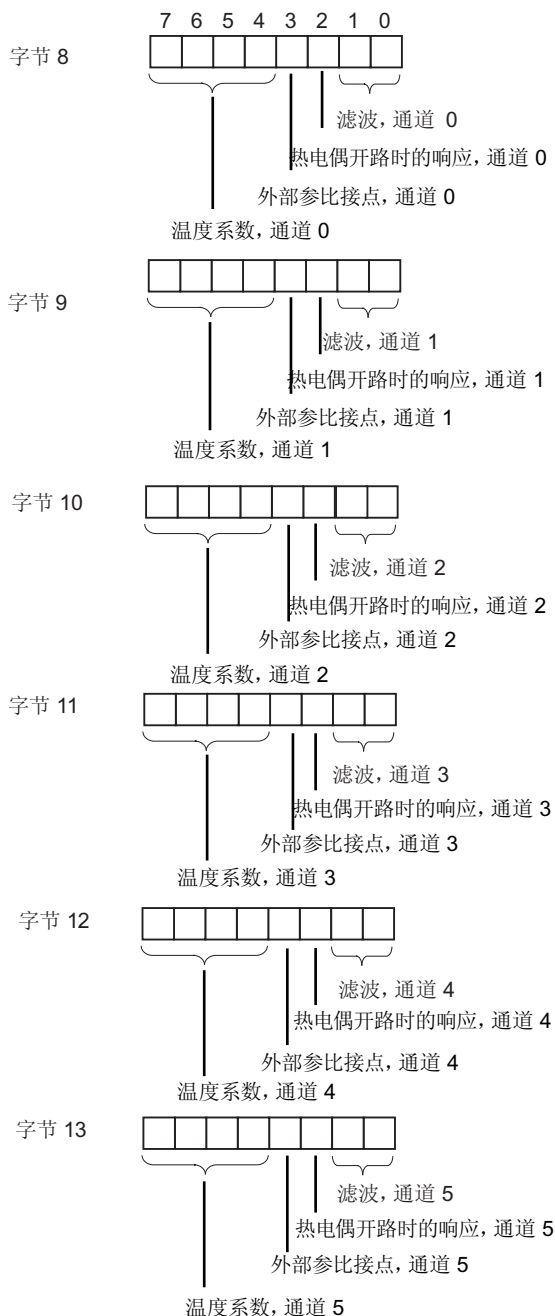 7 6 5 4 3 2 1 0
字节 8
滤波, 通道 0
热电偶开路时的响应, 通道 0
外部参比接点, 通道 0
温度系数, 通道 0
字节 9
滤波, 通道 1
热电偶开路时的响应, 通道 1
外部参比接点, 通道 1
温度系数, 通道 1
字节 10
滤波, 通道 2
热电偶开路时的响应, 通道 2
外部参比接点, 通道 2
温度系数, 通道 2
字节 11
滤波, 通道 3
热电偶开路时的响应, 通道 3
外部参比接点, 通道 3
温度系数, 通道 3
字节 12
滤波, 通道 4
热电偶开路时的响应, 通道 4
外部参比接点, 通道 4
温度系数, 通道 4
字节 13
滤波, 通道 5
热电偶开路时的响应, 通道 5
外部参比接点, 通道 5
温度系数, 通道 5